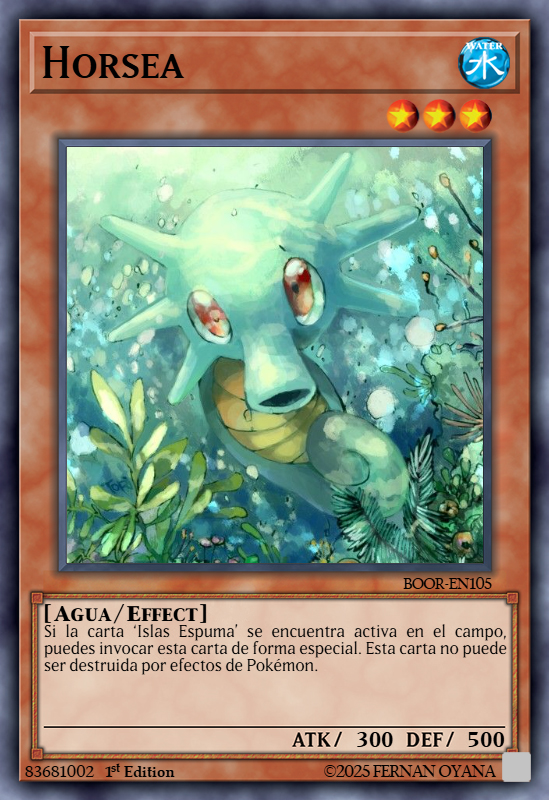 Horsea
WATER
水
BOOR-EN105
[Agua/Effect]
Si la carta ‘Islas Espuma’ se encuentra activa en el campo,
puedes invocar esta carta de forma especial. Esta carta no puede
ser destruida por efectos de Pokémon.
ATK/ 300 DEF/ 500
83681002 1st Edition
©2025 FERNAN OYANA